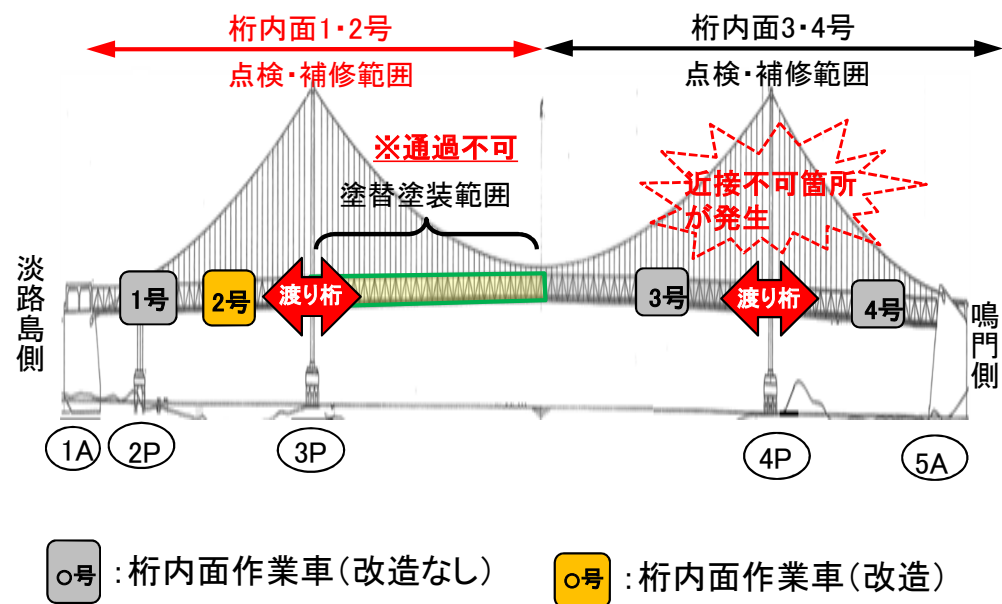 桁内面1・2号
桁内面3・4号
点検・補修範囲
点検・補修範囲
※通過不可
塗替塗装範囲
近接不可箇所
が発生
淡路島側
1号
2号
渡り桁
3号
渡り桁
4号
鳴門側
1A
2P
3P
4P
5A
○号
:桁内面作業車(改造なし)
○号
:桁内面作業車(改造)